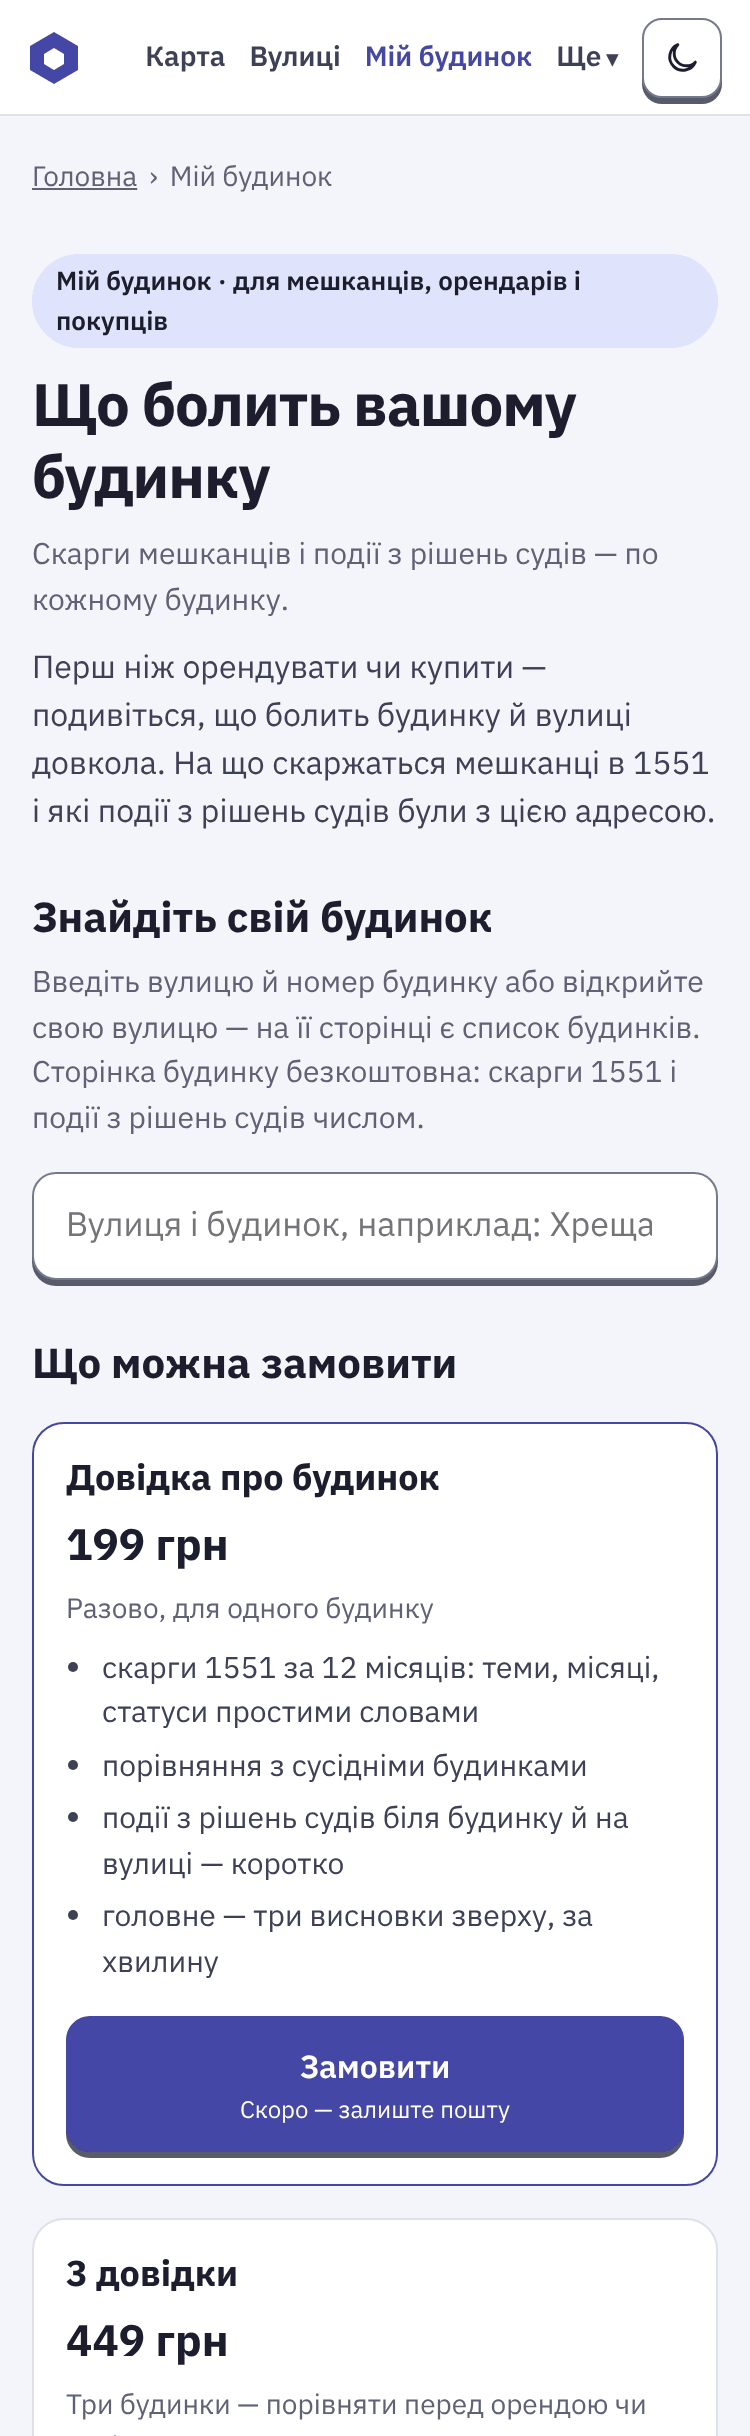 Карта Вулиці Мій будинок Ще ▾
Головна › Мій будинок
Мій будинок · для мешканців, орендарів і
покупців
Що болить вашому
будинку
Скарги мешканців і події з рішень судів — по
кожному будинку.
Перш ніж орендувати чи купити —
подивіться, що болить будинку й вулиці
довкола. На що скаржаться мешканці в 1551
і які події з рішень судів були з цією адресою.
Знайдіть свій будинок
Введіть вулицю й номер будинку або відкрийте
свою вулицю — на її сторінці є список будинків.
Сторінка будинку безкоштовна: скарги 1551 і
події з рішень судів числом.
Вулиця і будинок, наприклад: Хреща
Що можна замовити
Довідка про будинок
199 грн
Разово, для одного будинку
• скарги 1551 за 12 місяців: теми, місяці,
статуси простими словами
• порівняння з сусідніми будинками
• події з рішень судів біля будинку й на
вулиці — коротко
• головне — три висновки зверху, за
хвилину
Замовити
Скоро — залиште пошту
3 довідки
449 грн
Три будинки — порівняти перед орендою чи